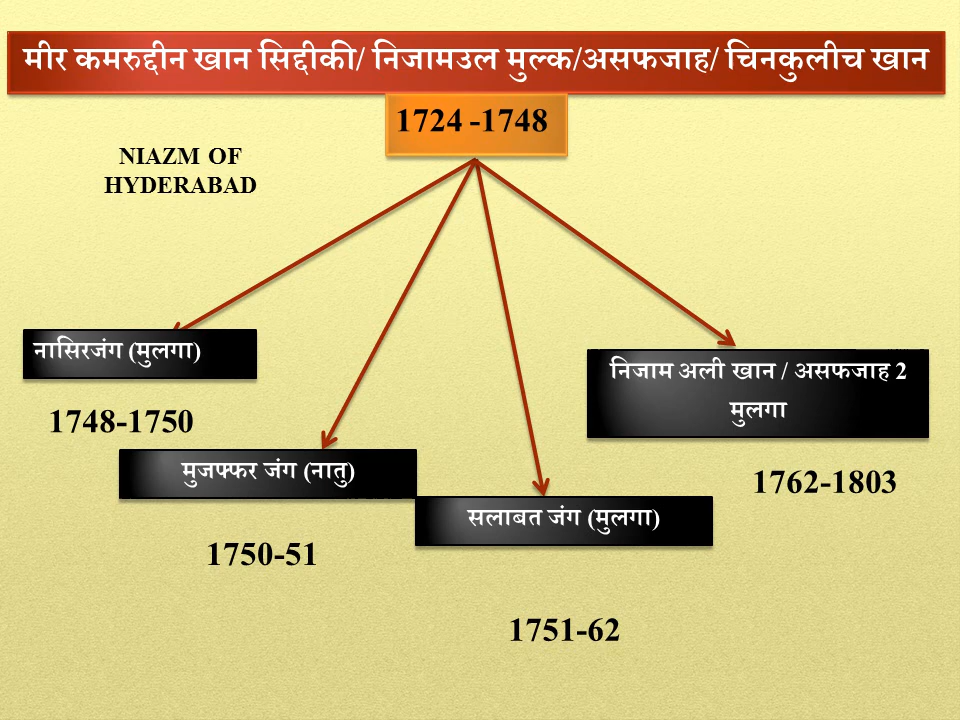 मीर कमरुद्दीन खान सिद्दीकी/ निजामउल मुल्क/असफजाह/ चिनकुलीच खान
1724 -1748
NIAZM OF
HYDERABAD
नासिरजंग (मुलगा)
1748-1750
मुजफ्फर जंग (नातु)
1750-51
सलाबत जंग (मुलगा)
1751-62
निजाम अली खान / असफजाह 2
मुलगा
1762-1803